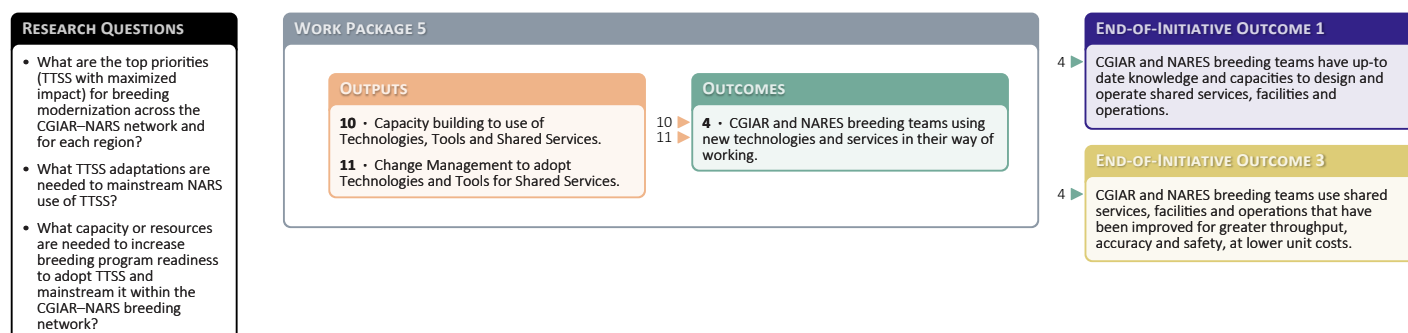 RESEARCH QUESTIONS
• What are the top priorities
(TTSS with maximized
impact) for breeding
modernization across the
CGIAR–NARS network and
for each region?
• What TTSS adaptations are
needed to mainstream NARS
use of TTSS?
• What capacity or resources
are needed to increase
breeding program readiness
to adopt TTSS and
mainstream it within the
CGIAR–NARS breeding
network?
WORK PACKAGE 5
OUTPUTS
10 · Capacity building to use of
Technologies, Tools and Shared Services.
11 · Change Management to adopt
Technologies and Tools for Shared Services.
10
11
OUTCOMES
4 · CGIAR and NARES breeding teams using
new technologies and services in their way of
working.
4
END-OF-INITIATIVE OUTCOME 1
CGIAR and NARES breeding teams have up-to
date knowledge and capacities to design and
operate shared services, facilities and
operations.
4
END-OF-INITIATIVE OUTCOME 3
CGIAR and NARES breeding teams use shared
services, facilities and operations that have
been improved for greater throughput,
accuracy and safety, at lower unit costs.